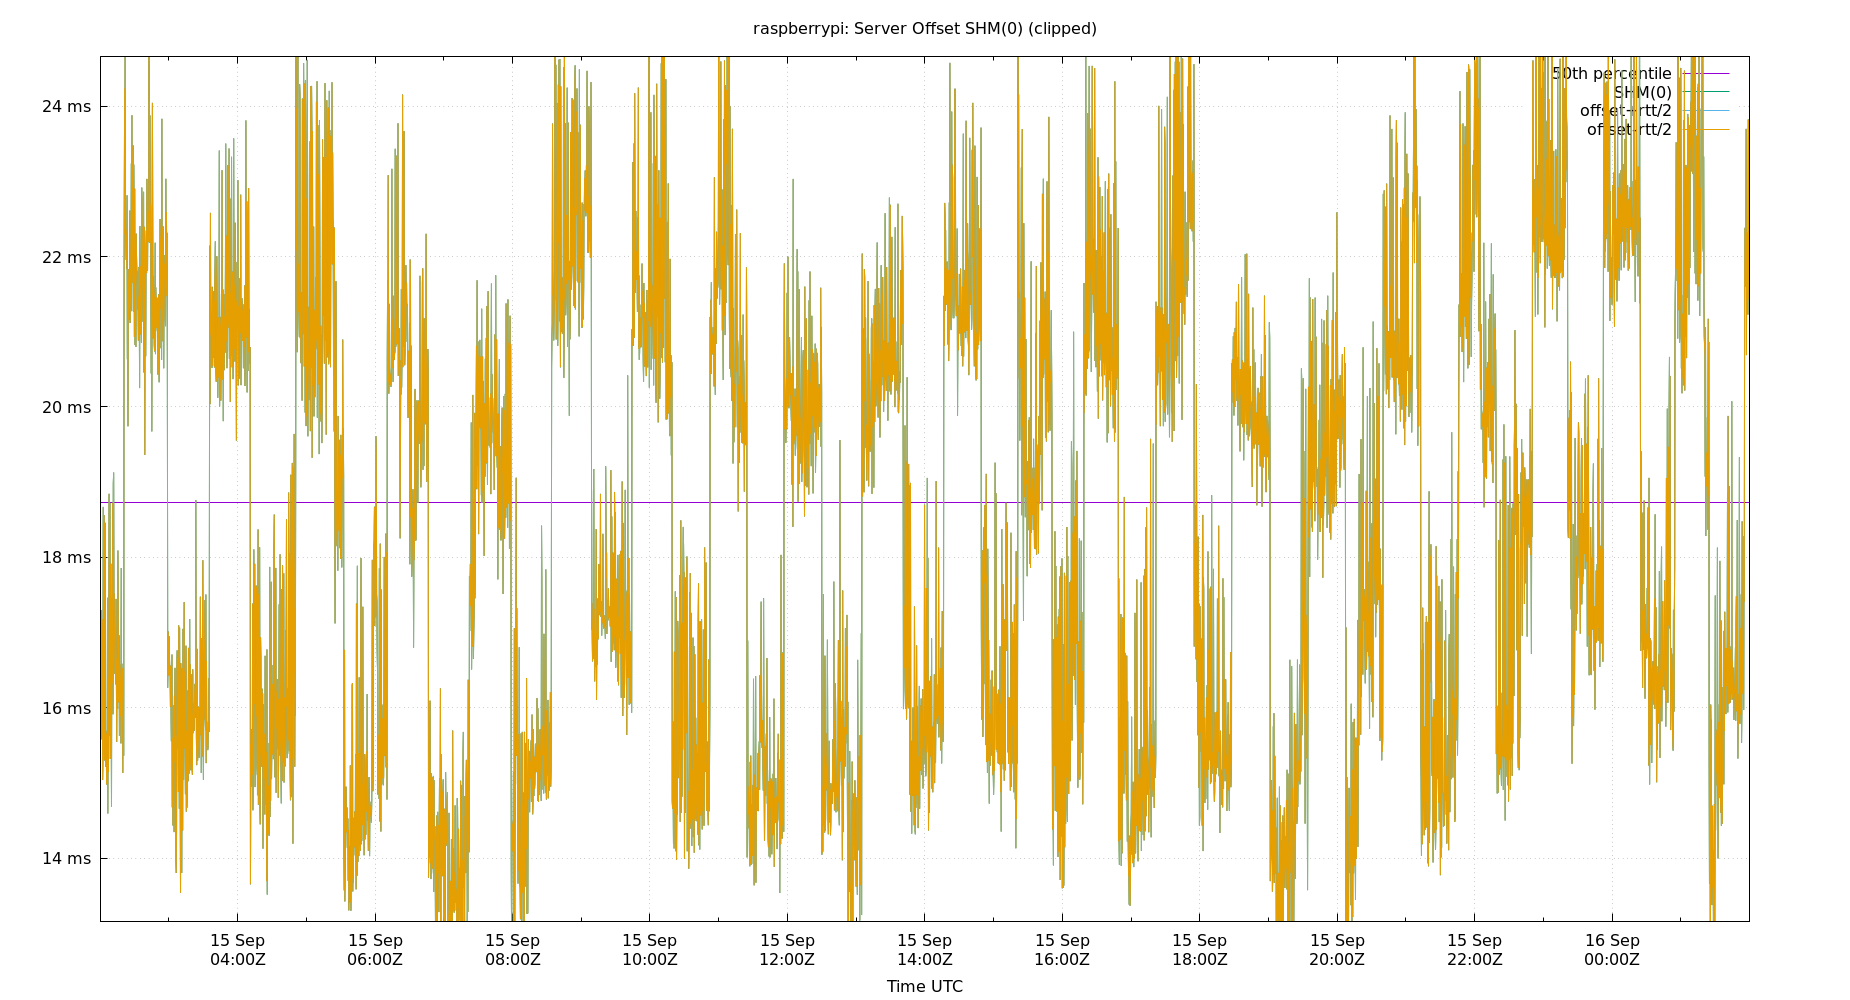 raspberrypi: Server Offset SHM(0) (clipped)
50th percentile
SHM(0)
offset+rtt/2
offset-rtt/2
24 ms
22 ms
20 ms
18 ms
16 ms
14 ms
15 Sep
04:00Z
15 Sep
06:00Z
15 Sep
08:00Z
15 Sep
10:00Z
15 Sep
12:00Z
15 Sep
14:00Z
15 Sep
16:00Z
15 Sep
18:00Z
15 Sep
20:00Z
15 Sep
22:00Z
16 Sep
00:00Z
Time UTC